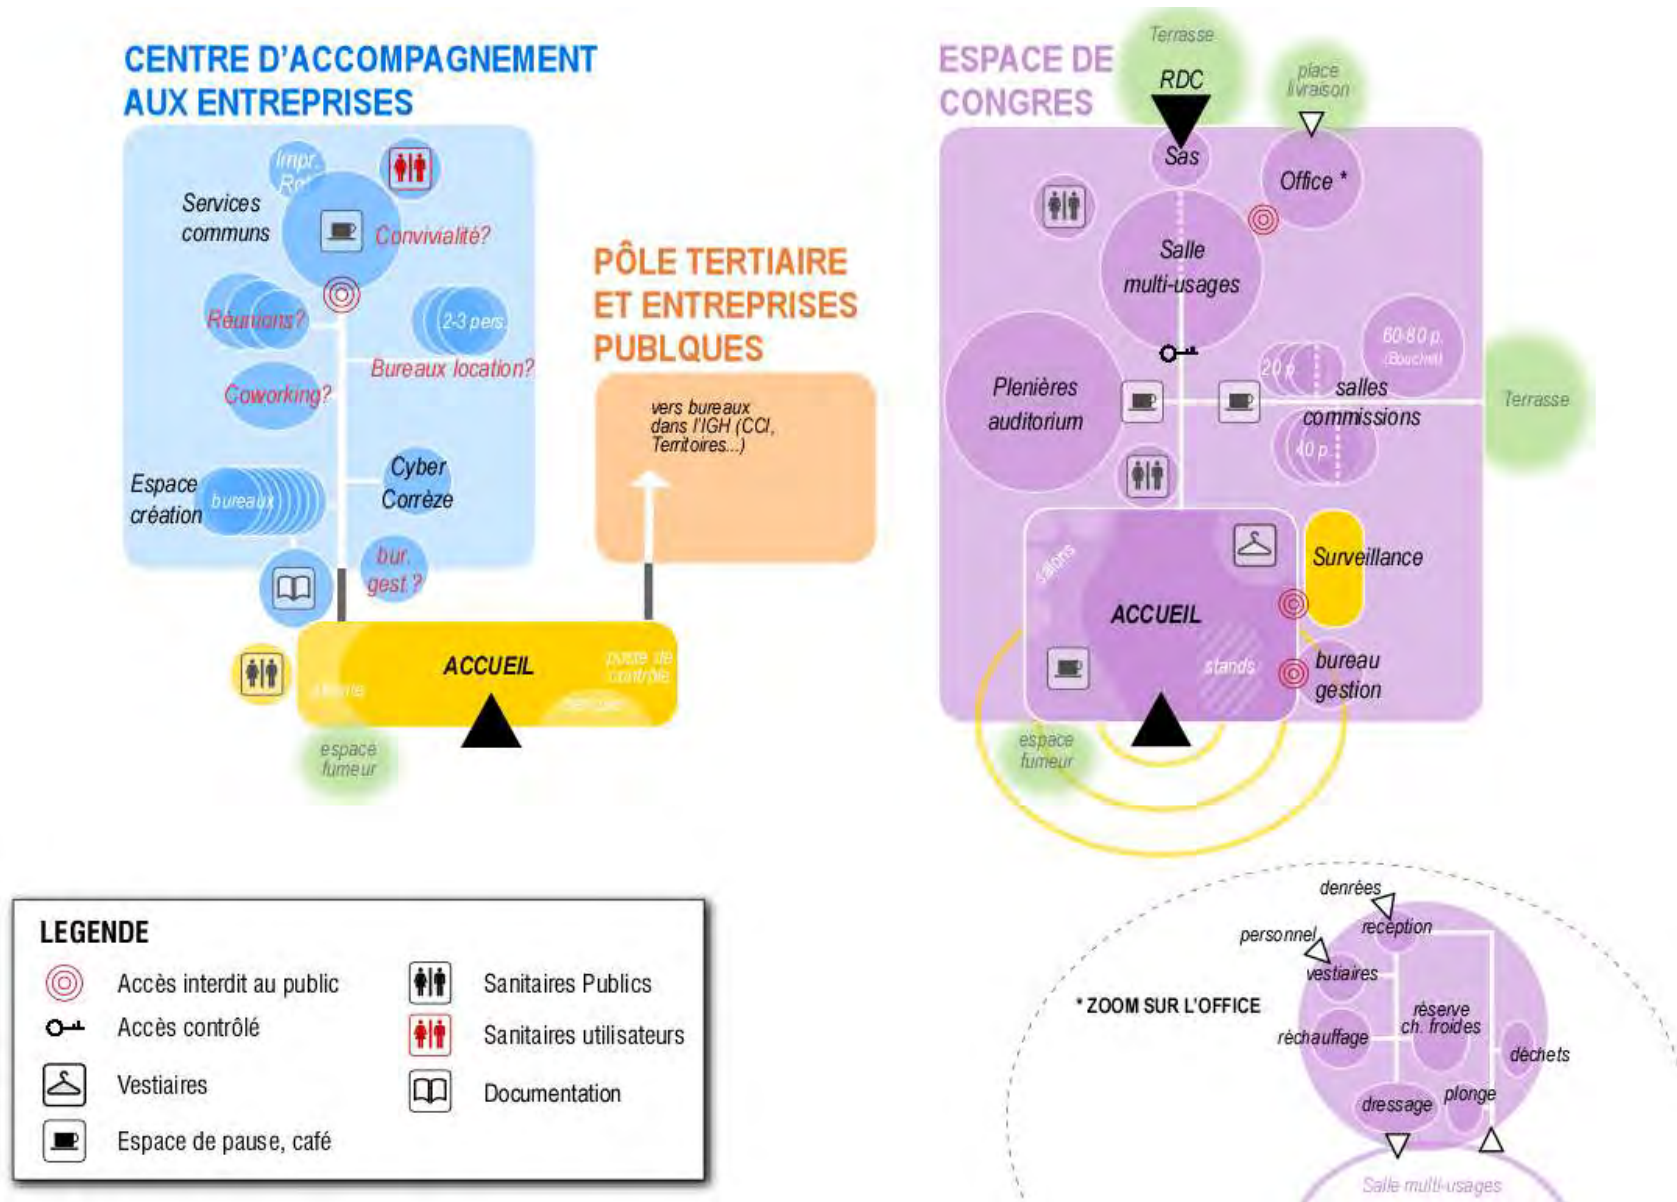 CENTRE D'ACCOMPAGNEMENT
AUX ENTREPRISES
Impr.
Services
communs
Convivialité?
Réunions?
2-3 pers.
Bureaux location?
Coworking?
Cyber
Corrèze
Espace
création
bureaux
bur.
gest.?
ACCUEIL
poste de
contrôle
espace
fumeur
PÔLE TERTIAIRE
ET ENTREPRISES
PUBLQUES
vers bureaux
dans l'IGH (CCI,
Territoires...)
ESPACE DE
CONGRES
Terrasse
RDC
place
livraison
Sas
Office *
Salle
multi-usages
60-80 p.
(Bouchet)
20 p.
Plenières
auditorium
salles
commissions
Terrasse
40 p.
salons
Surveillance
ACCUEIL
stands
bureau
gestion
espace
fumeur
LEGENDE
Accès interdit au public
Accès contrôlé
Vestiaires
Espace de pause, café
Sanitaires Publics
Sanitaires utilisateurs
Documentation
* ZOOM SUR L'OFFICE
denrées
reception
personnel
vestiaires
réserve
ch. froides
réchauffage
déchets
plonge
dressage
Salle multi-usages